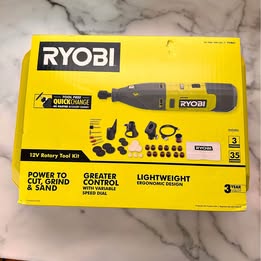 RYOBI
TOOL FREE
QUICKCHANGE
RYOBI
3
35
12V Rotary Tool Kit
POWER TO
CUT, GRIND
& SAND
GREATER
CONTROL
WITH VARIABLE
SPEED DIAL
LIGHTWEIGHT
ERGONOMIC DESIGN
3 YEAR